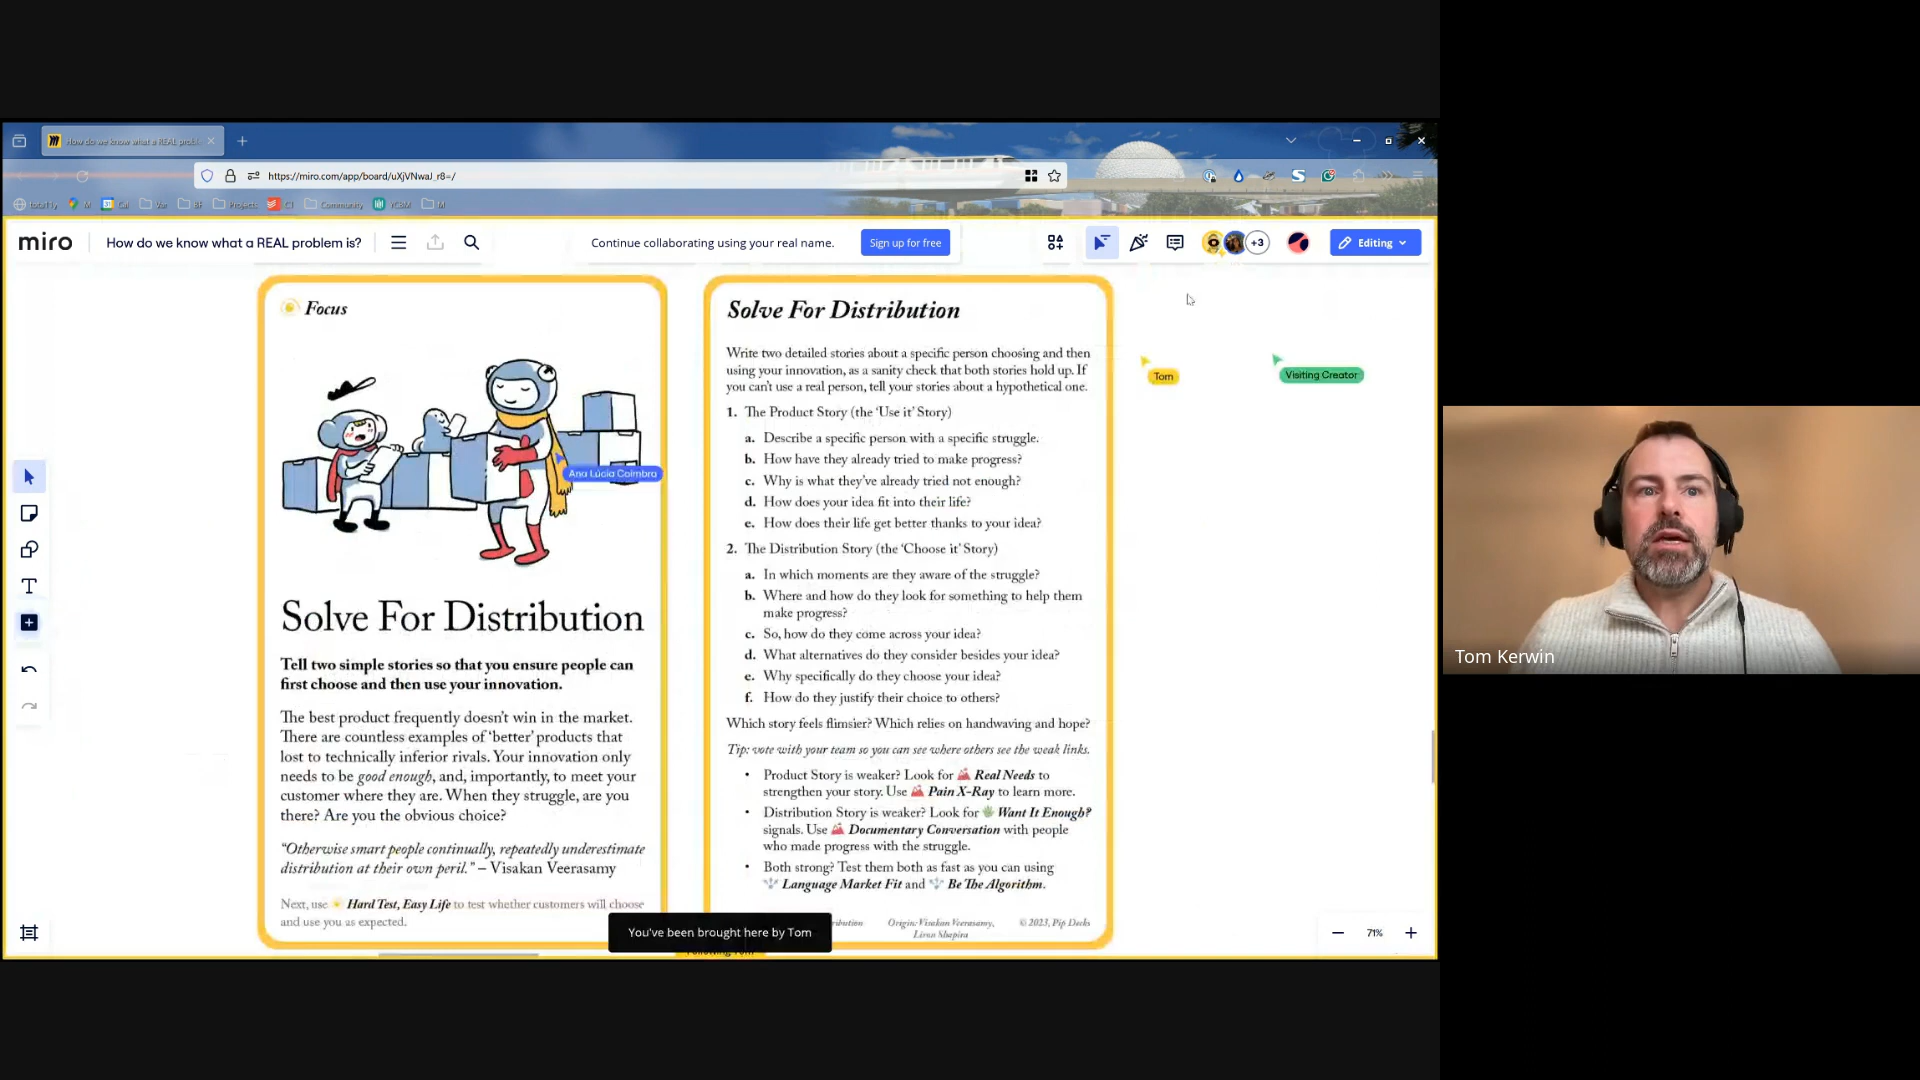 How do we know what a REAL probl
https://miro.com/app/board/uXjVNwaJ_r8=/
Cal
Projects
Community
YCBM
miro
How do we know what a REAL problem is?
Continue collaborating using your real name.
Sign up for free
+3
Editing
Focus
Ana Lúcia Coimbra
Solve For Distribution
Tell two simple stories so that you ensure people can
first choose and then use your innovation.
The best product frequently doesn't win in the market.
There are countless examples of 'better' products that
lost to technically inferior rivals. Your innovation only
needs to be good enough, and, importantly, to meet your
customer where they are. When they struggle, are you
there? Are you the obvious choice?
"Otherwise smart people continually, repeatedly underestimate
distribution at their own peril." – Visakan Veerasamy
Next, use Hard Test, Easy Life to test whether customers will choose
and use you as expected.
Solve For Distribution
Write two detailed stories about a specific person choosing and then
using your innovation, as a sanity check that both stories hold up. If
you can't use a real person, tell your stories about a hypothetical one.
1. The Product Story (the 'Use it' Story)
a. Describe a specific person with a specific struggle.
b. How have they already tried to make progress?
c. Why is what they've already tried not enough?
d. How does your idea fit into their life?
e. How does their life get better thanks to your idea?
2. The Distribution Story (the 'Choose it' Story)
a. In which moments are they aware of the struggle?
b. Where and how do they look for something to help them
make progress?
c. So, how do they come across your idea?
d. What alternatives do they consider besides your idea?
e. Why specifically do they choose your idea?
f. How do they justify their choice to others?
Which story feels flimsier? Which relies on handwaving and hope?
Tip: vote with your team so you can see where others see the weak links.
• Product Story is weaker? Look for Real Needs to
strengthen your story. Use Pain X-Ray to learn more.
• Distribution Story is weaker? Look for Want It Enough?
signals. Use Documentary Conversation with people
who made progress with the struggle.
• Both strong? Test them both as fast as you can using
Language Market Fit and Be The Algorithm.
ribution
Origin: Visakan Veerasamy,
Liron Shapira
© 2023, Pip Decks
Tom
Visiting Creator
You've been brought here by Tom
Following Tom
71%
Tom Kerwin